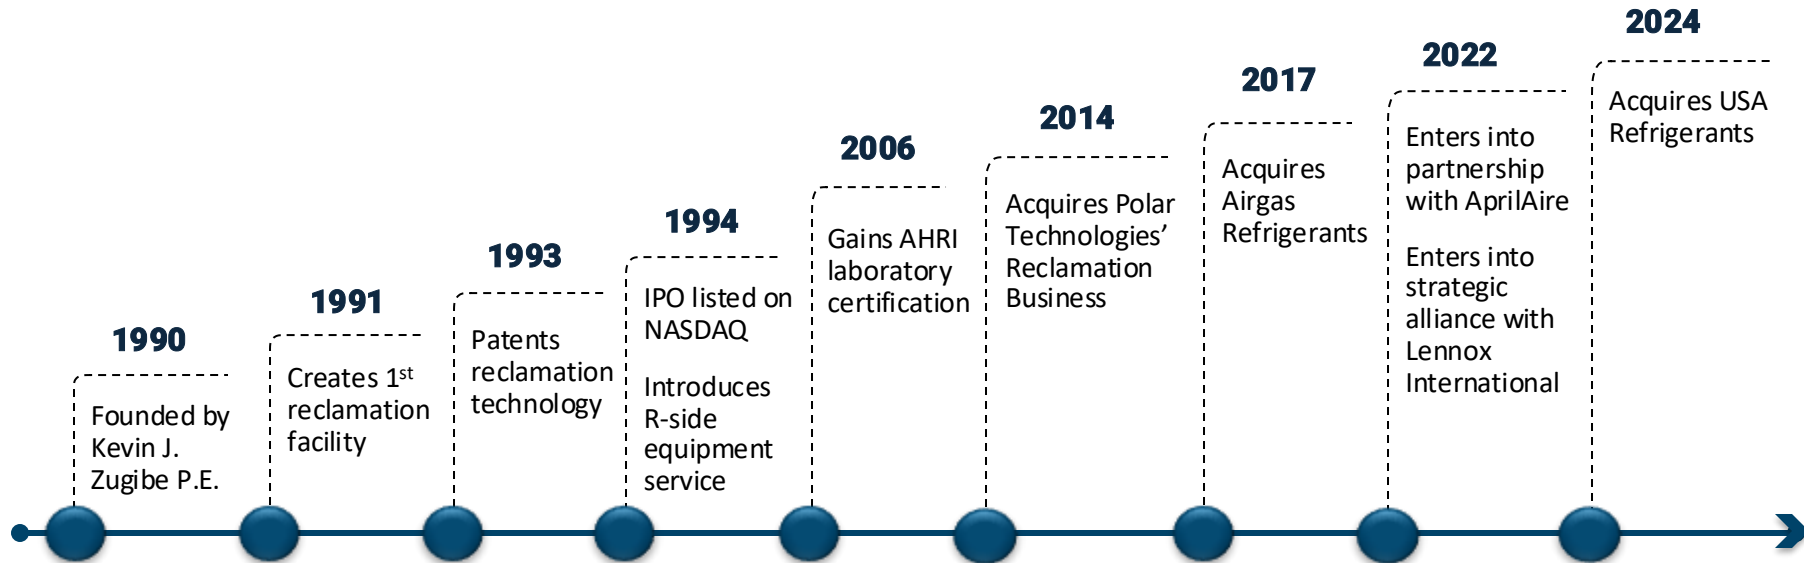 1990
Founded by
Kevin J.
Zugibe P.E.
1991
Creates 1st
reclamation
facility
1993
Patents
reclamation
technology
1994
IPO listed on
NASDAQ
Introduces
R-side
equipment
service
2006
Gains AHRI
laboratory
certification
2014
Acquires Polar
Technologies’
Reclamation
Business
2017
Acquires
Airgas
Refrigerants
2022
Enters into
partnership
with AprilAire
Enters into
strategic
alliance with
Lennox
International
2024
Acquires USA
Refrigerants